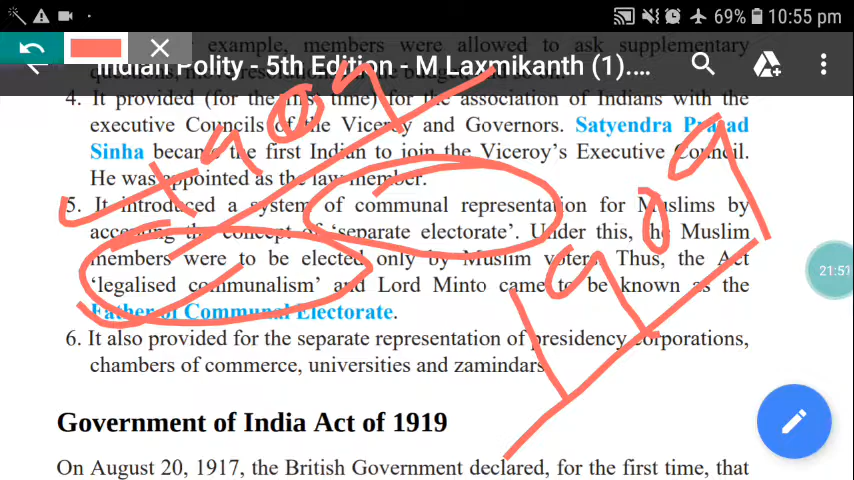 69% 10:55 pm
example, members were allowed to ask supplementary
Indian Polity - 5th Edition - M Laxmikanth (1)....
4. It provided (for the first time) for the association of Indians with the
executive Councils of the Viceroy and Governors. Satyendra Prasad
Sinha became the first Indian to join the Viceroy’s Executive Council.
He was appointed as the law member.
5. It introduced a system of communal representation for Muslims by
accepting the concept of ‘separate electorate’. Under this, the Muslim
members were to be elected only by Muslim voters. Thus, the Act
‘legalised communalism’ and Lord Minto came to be known as the
Father of Communal Electorate.
21:51
6. It also provided for the separate representation of presidency corporations,
chambers of commerce, universities and zamindars.
1909
Government of India Act of 1919
On August 20, 1917, the British Government declared, for the first time, that